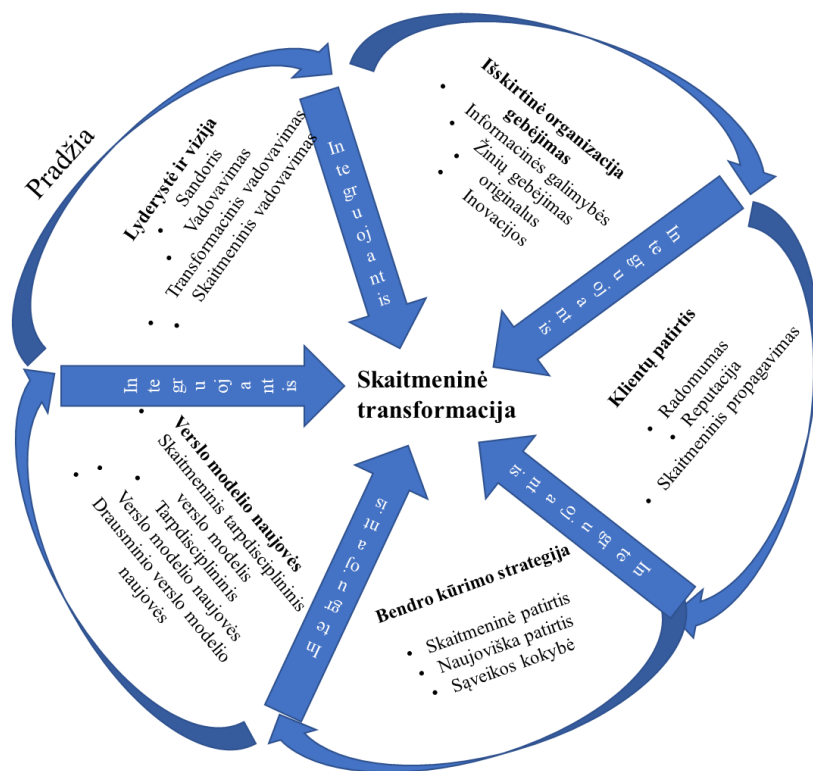 Pradžia
Lyderystė ir vizija
• Sandoris
• Vadovavimas
• Transformacinis vadovavimas
• Skaitmeninis vadovavimas
Integruojantis
Išskirtinė organizacija
gebėjimas
• Informacinės galimybės
• Žinių gebėjimas
• originalus
• Inovacijos
Integruojantis
Klientų patirtis
• Radomumas
• Reputacija
• Skaitmeninis propagavimas
Integruojantis
Bendro kūrimo strategija
• Skaitmeninė patirtis
• Naujoviška patirtis
• Sąveikos kokybė
Integruojantis
Verslo modelio naujovės
• Skaitmeninis tarpdisciplininis
verslo modelis
• Tarpdisciplininis
• Verslo modelio naujovės
• Drausminio verslo modelio
naujovės
Integruojantis
Skaitmeninė
transformacija